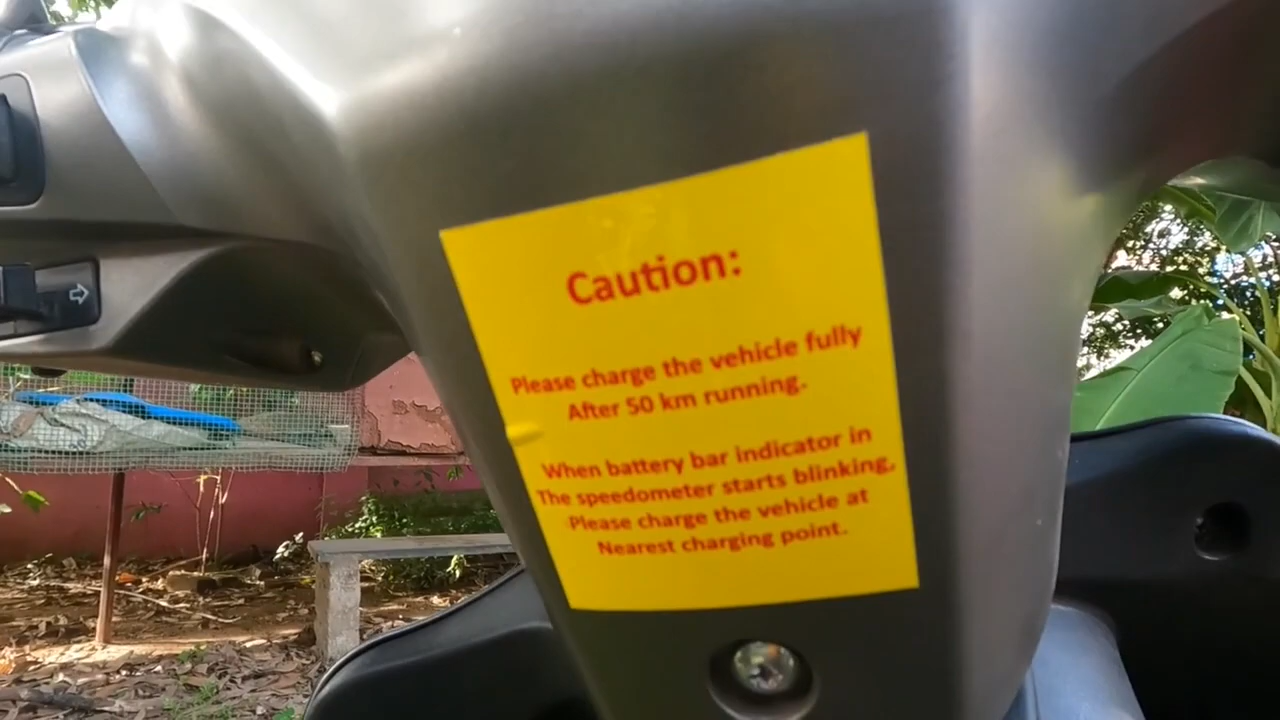 Caution:
Please charge the vehicle fully
After 50 km running.
When battery bar indicator in
The speedometer starts blinking,
Please charge the vehicle at
Nearest charging point.